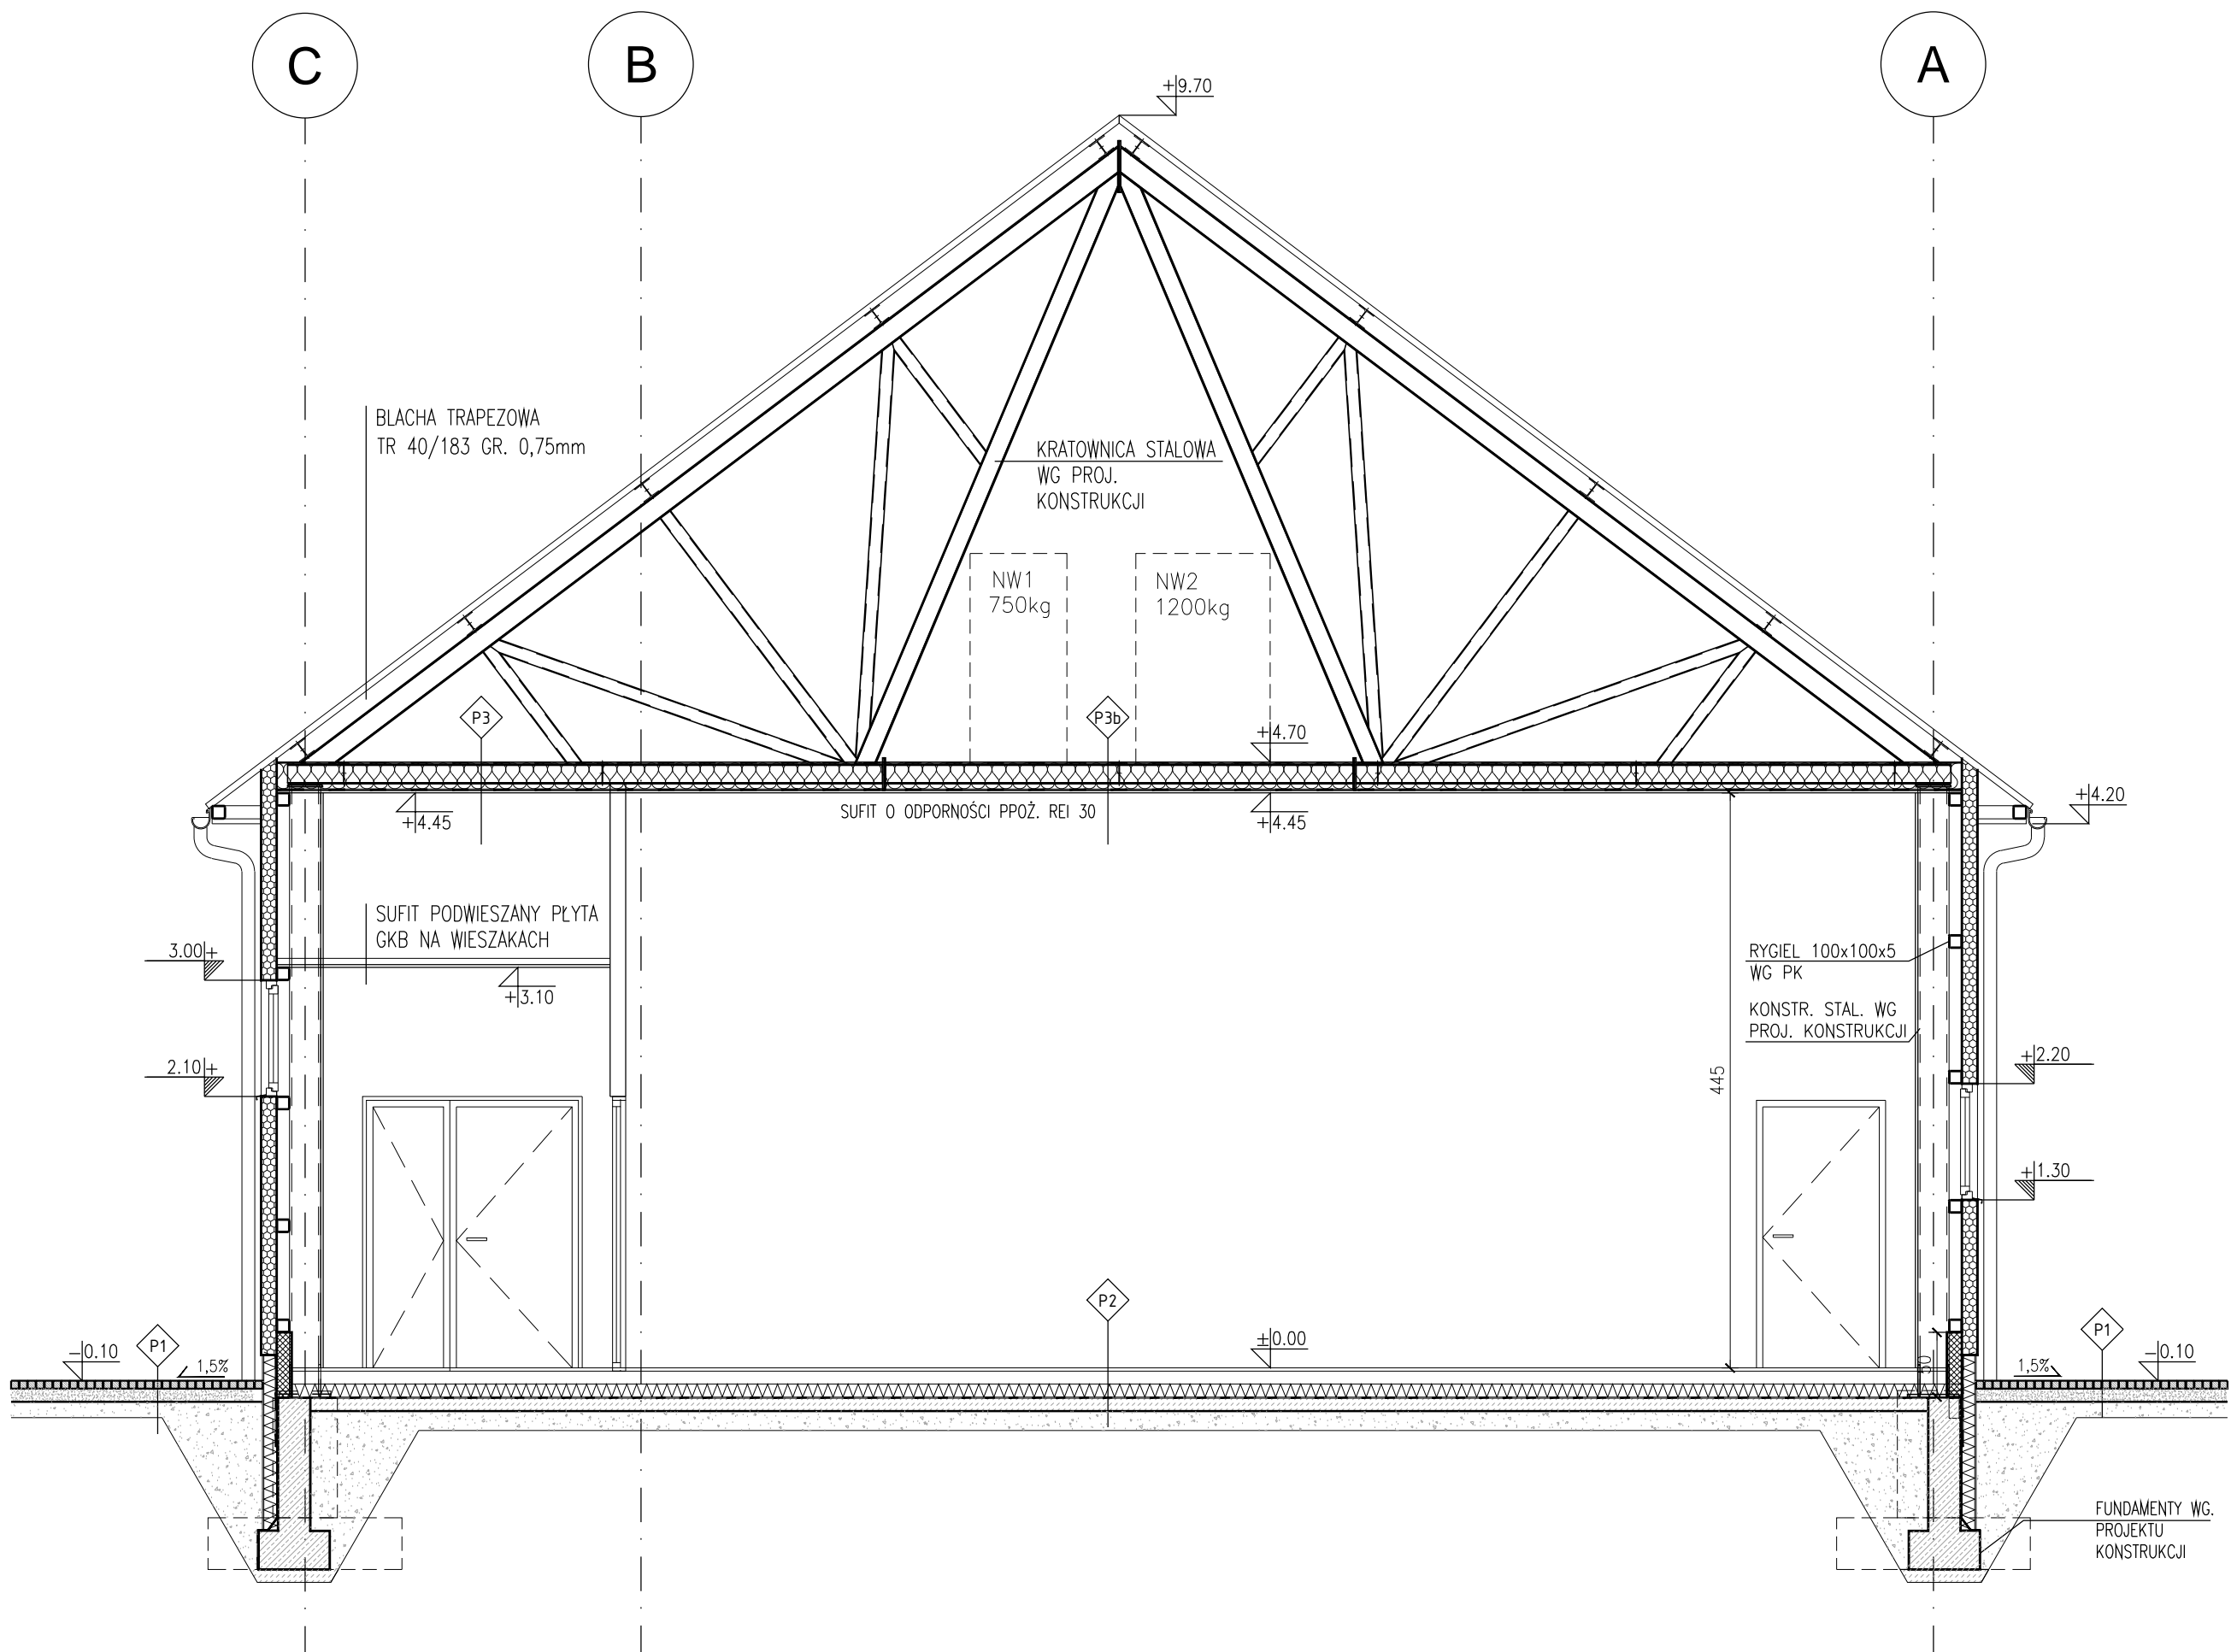 C
B
A
+9.70
BLACHA TRAPEZOWA
TR 40/183 GR. 0,75mm
KRATOWNICA STALOWA
WG PROJ.
KONSTRUKCJI
NW1
750kg
NW2
1200kg
P3
P3b
+4.70
+4.45
SUFIT O ODPORNOŚCI PPOŻ. REI 30
+4.45
+4.20
SUFIT PODWIESZANY PŁYTA
GKB NA WIESZAKACH
3.00+
+3.10
RYGIEL 100x100x5
WG PK
KONSTR. STAL. WG
PROJ. KONSTRUKCJI
2.10+
+2.20
445
+1.30
P2
P1
-0.10
1,5%
±0.00
50
P1
1,5%
-0.10
FUNDAMENTY WG.
PROJEKTU
KONSTRUKCJI